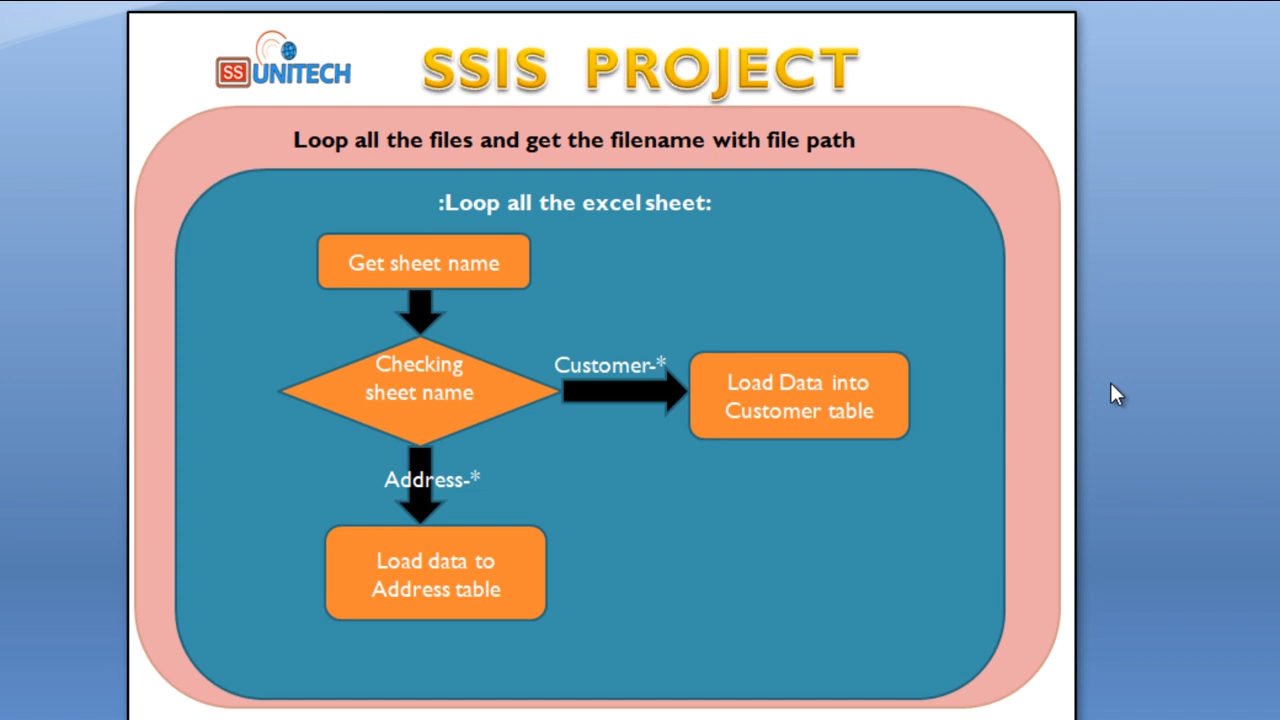 SS UNITECH
SSIS PROJECT
Loop all the files and get the filename with file path
:Loop all the excel sheet:
Get sheet name
Checking
sheet name
Customer-*
Load Data into
Customer table
Address-*
Load data to
Address table